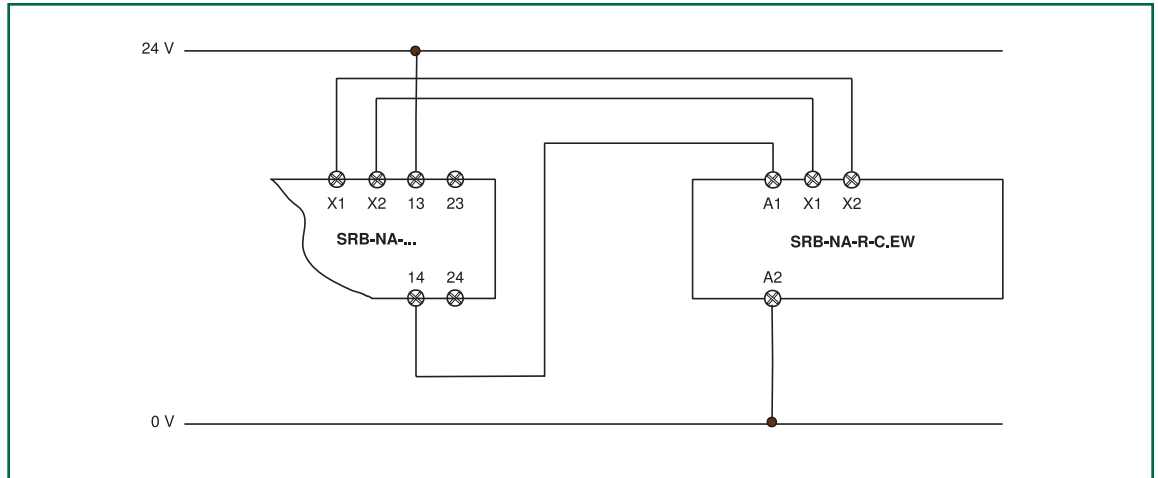 24 V
X1 X2 13 23
A1 X1 X2
SRB-NA-...
SRB-NA-R-C.EW
14 24
A2
0 V